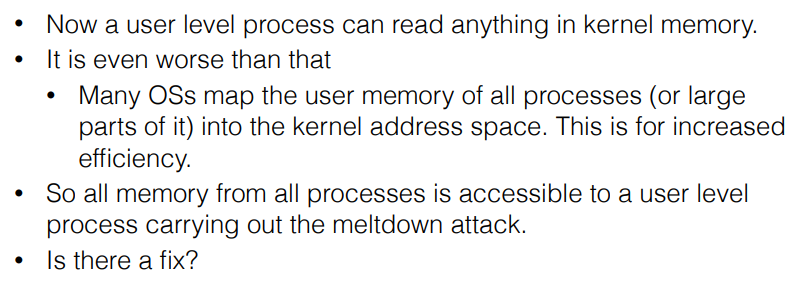 • Now a user level process can read anything in kernel memory.
• It is even worse than that
• Many OSs map the user memory of all processes (or large
parts of it) into the kernel address space. This is for increased
efficiency.
• So all memory from all processes is accessible to a user level
process carrying out the meltdown attack.
• Is there a fix?